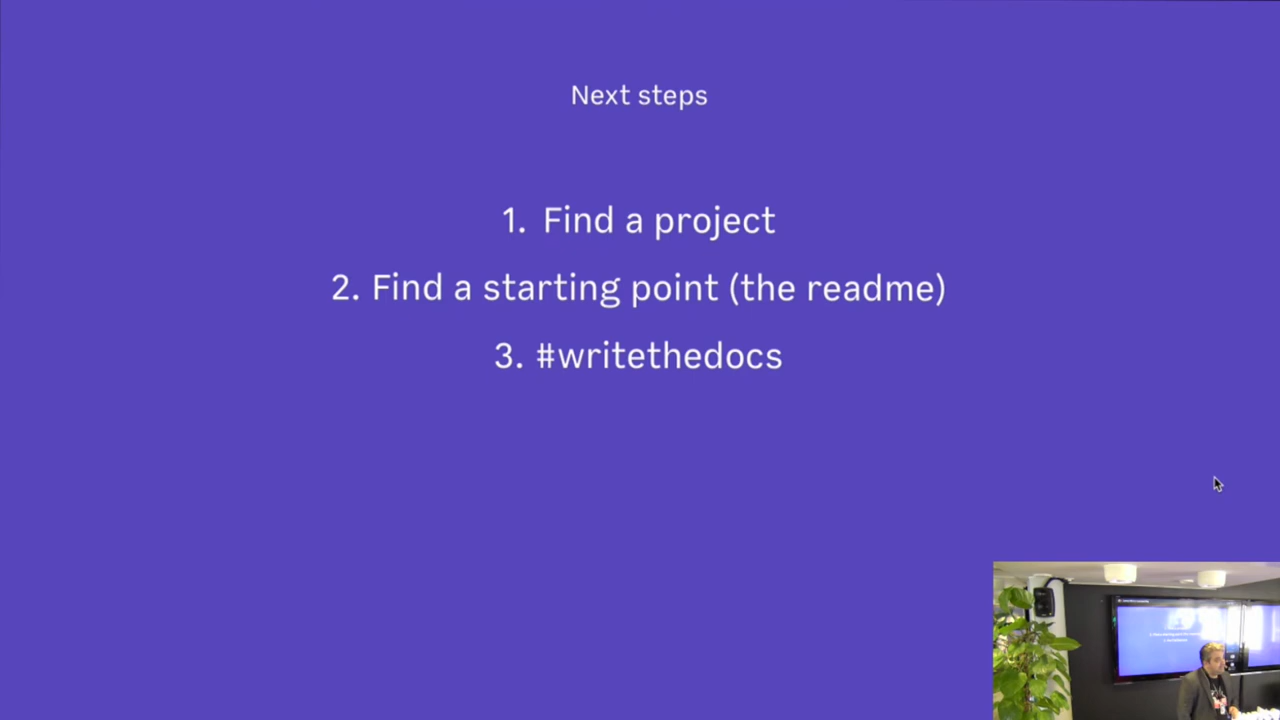 Next steps
1. Find a project
2. Find a starting point (the readme)
3. #writethedocs